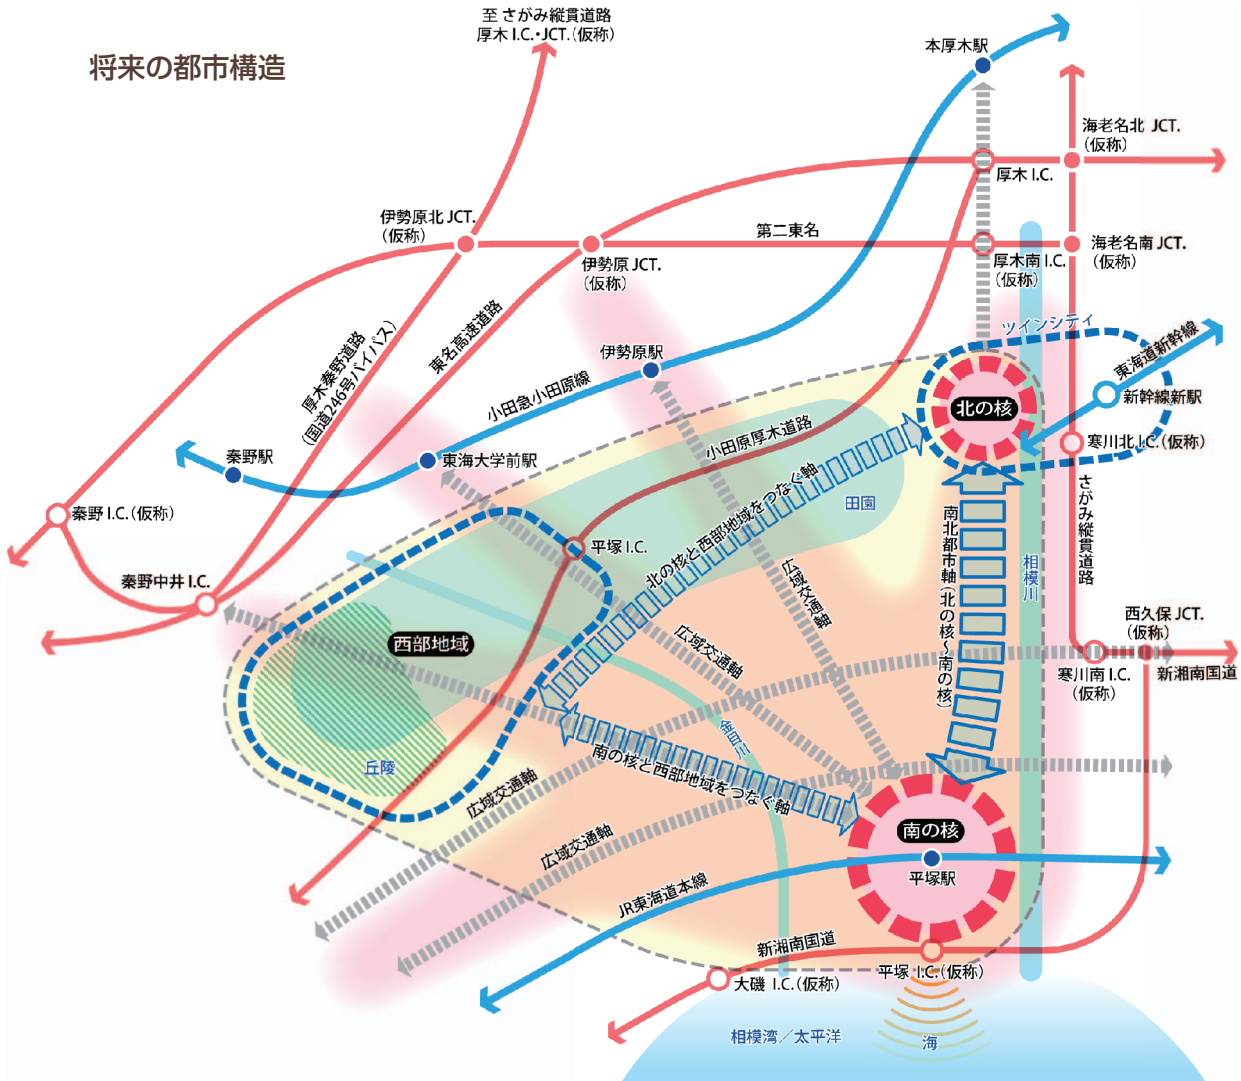 至 さがみ縦貫道路
厚木 I.C.・JCT.(仮称)
将来の都市構造
本厚木駅
海老名北 JCT.
(仮称)
厚木 I.C.
伊勢原北 JCT.
(仮称)
第二東名
海老名南 JCT.
(仮称)
伊勢原 JCT.
(仮称)
厚木南 I.C.
(仮称)
ツインシティ
東海道新幹線
厚木秦野道路
(国道246号バイパス)
東名高速道路
伊勢原駅
小田急小田原線
新幹線新駅
北の核
小田原厚木道路
寒川北 I.C.(仮称)
秦野駅
東海大学前駅
北の核と西部地域をつなぐ軸
田園
さがみ縦貫道路
秦野 I.C.(仮称)
南北都市軸(北の核~南の核)
平塚 I.C.
相模川
秦野中井 I.C.
広域交通軸
西久保 JCT.
(仮称)
西部地域
広域交通軸
寒川南 I.C.
(仮称)
新湘南国道
金目川
丘陵
南の核と西部地域をつなぐ軸
広域交通軸
広域交通軸
南の核
平塚駅
JR東海道本線
新湘南国道
平塚 I.C.(仮称)
大磯 I.C.(仮称)
相模湾/太平洋
海